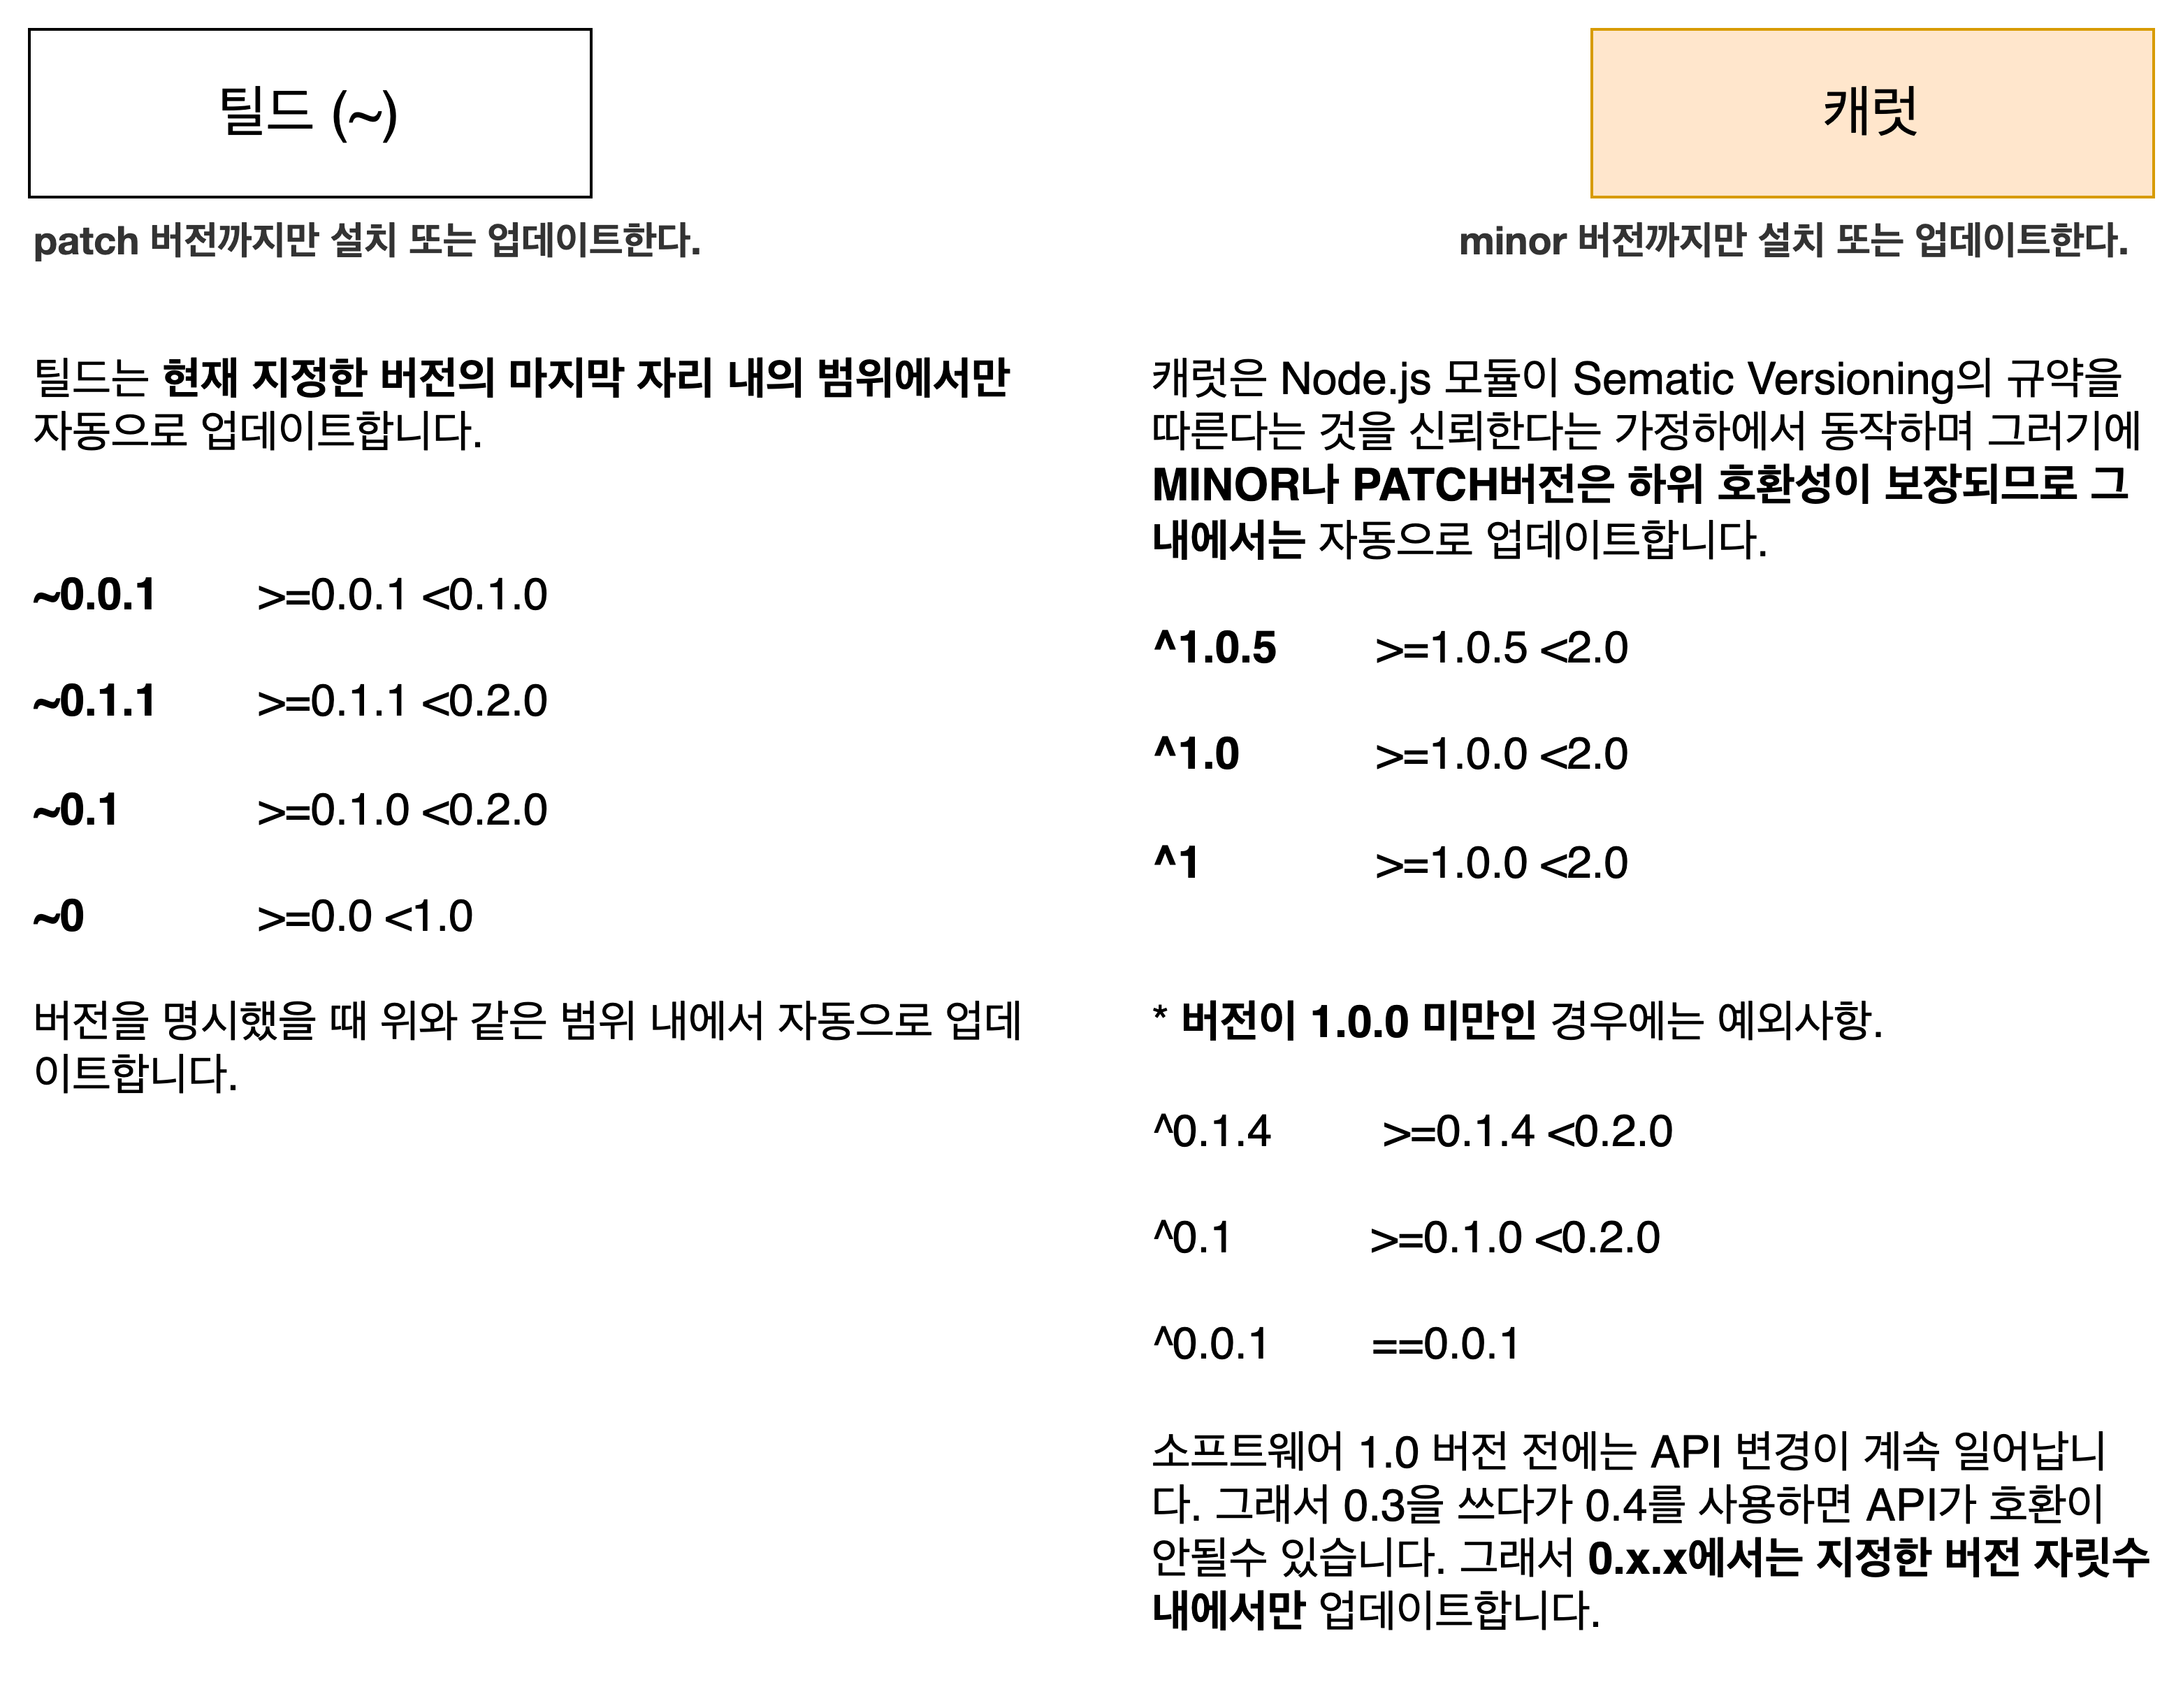 틸드 (~)
patch 버전까지만 설치 또는 업데이트한다.
틸드는 현재 지정한 버전의 마지막 자리 내의 범위에서만
자동으로 업데이트합니다.
~0.0.1 >=0.0.1 <0.1.0
~0.1.1 >=0.1.1 <0.2.0
~0.1 >=0.1.0 <0.2.0
~0 >=0.0 <1.0
버전을 명시했을 때 위와 같은 범위 내에서 자동으로 업데
이트합니다.
캐럿
minor 버전까지만 설치 또는 업데이트한다.
캐럿은 Node.js 모듈이 Sematic Versioning의 규약을
따른다는 것을 신뢰한다는 가정하에서 동작하며 그러기에
MINOR나 PATCH버전은 하위 호환성이 보장되므로 그
내에서는 자동으로 업데이트합니다.
^1.0.5 >=1.0.5 <2.0
^1.0 >=1.0.0 <2.0
^1 >=1.0.0 <2.0
* 버전이 1.0.0 미만인 경우에는 예외사항.
^0.1.4 >=0.1.4 <0.2.0
^0.1 >=0.1.0 <0.2.0
^0.0.1 ==0.0.1
소프트웨어 1.0 버전 전에는 API 변경이 계속 일어납니
다. 그래서 0.3을 쓰다가 0.4를 사용하면 API가 호환이
안될수 있습니다. 그래서 0.x.x에서는 지정한 버전 자릿수
내에서만 업데이트합니다.